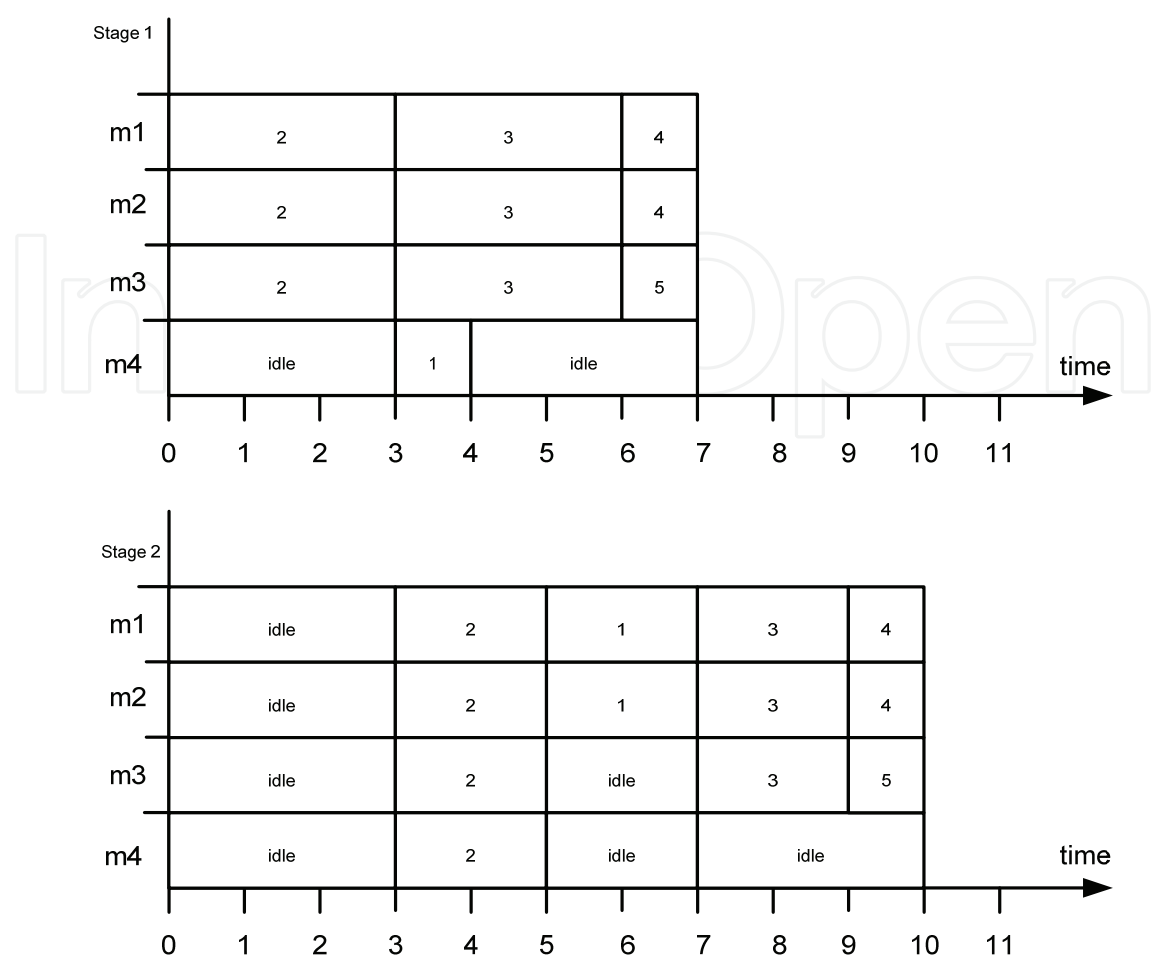 Stage 1
m1 2 3 4
m2 2 3 4
m3 2 3 5
m4 idle 1 idle
time
0 1 2 3 4 5 6 7 8 9 10 11
Stage 2
m1 idle 2 1 3 4
m2 idle 2 1 3 4
m3 idle 2 idle 3 5
m4 idle 2 idle idle
time
0 1 2 3 4 5 6 7 8 9 10 11